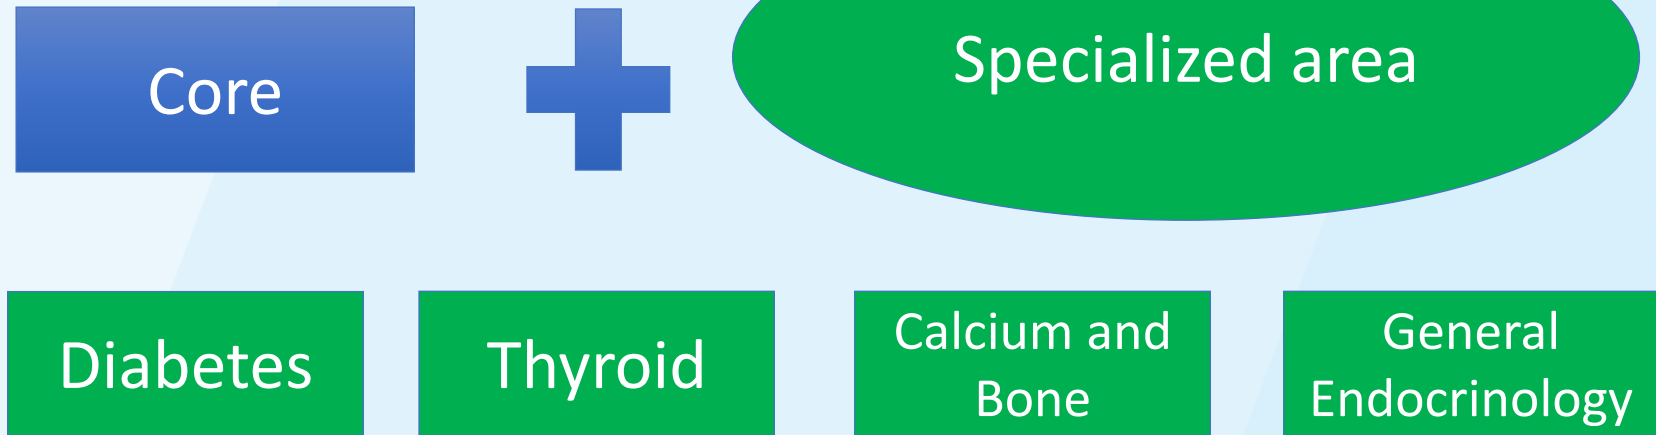 Core
Specialized area
Diabetes
Thyroid
Calcium and
Bone
General
Endocrinology